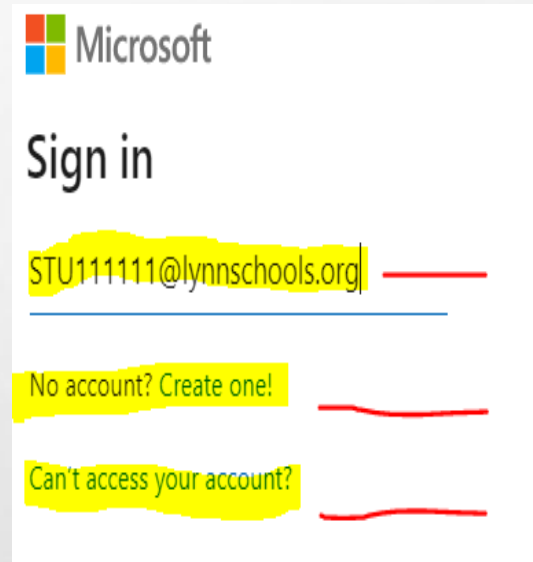 Microsoft
Sign in
STU111111@lynnschools.org
No account? Create one!
Can't access your account?